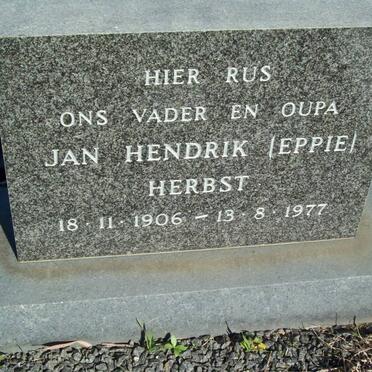 HIER RUS
ONS VADER EN OUPA
JAN HENDRIK (EPPIE)
HERBST
18·11·1906 – 13·8·1977